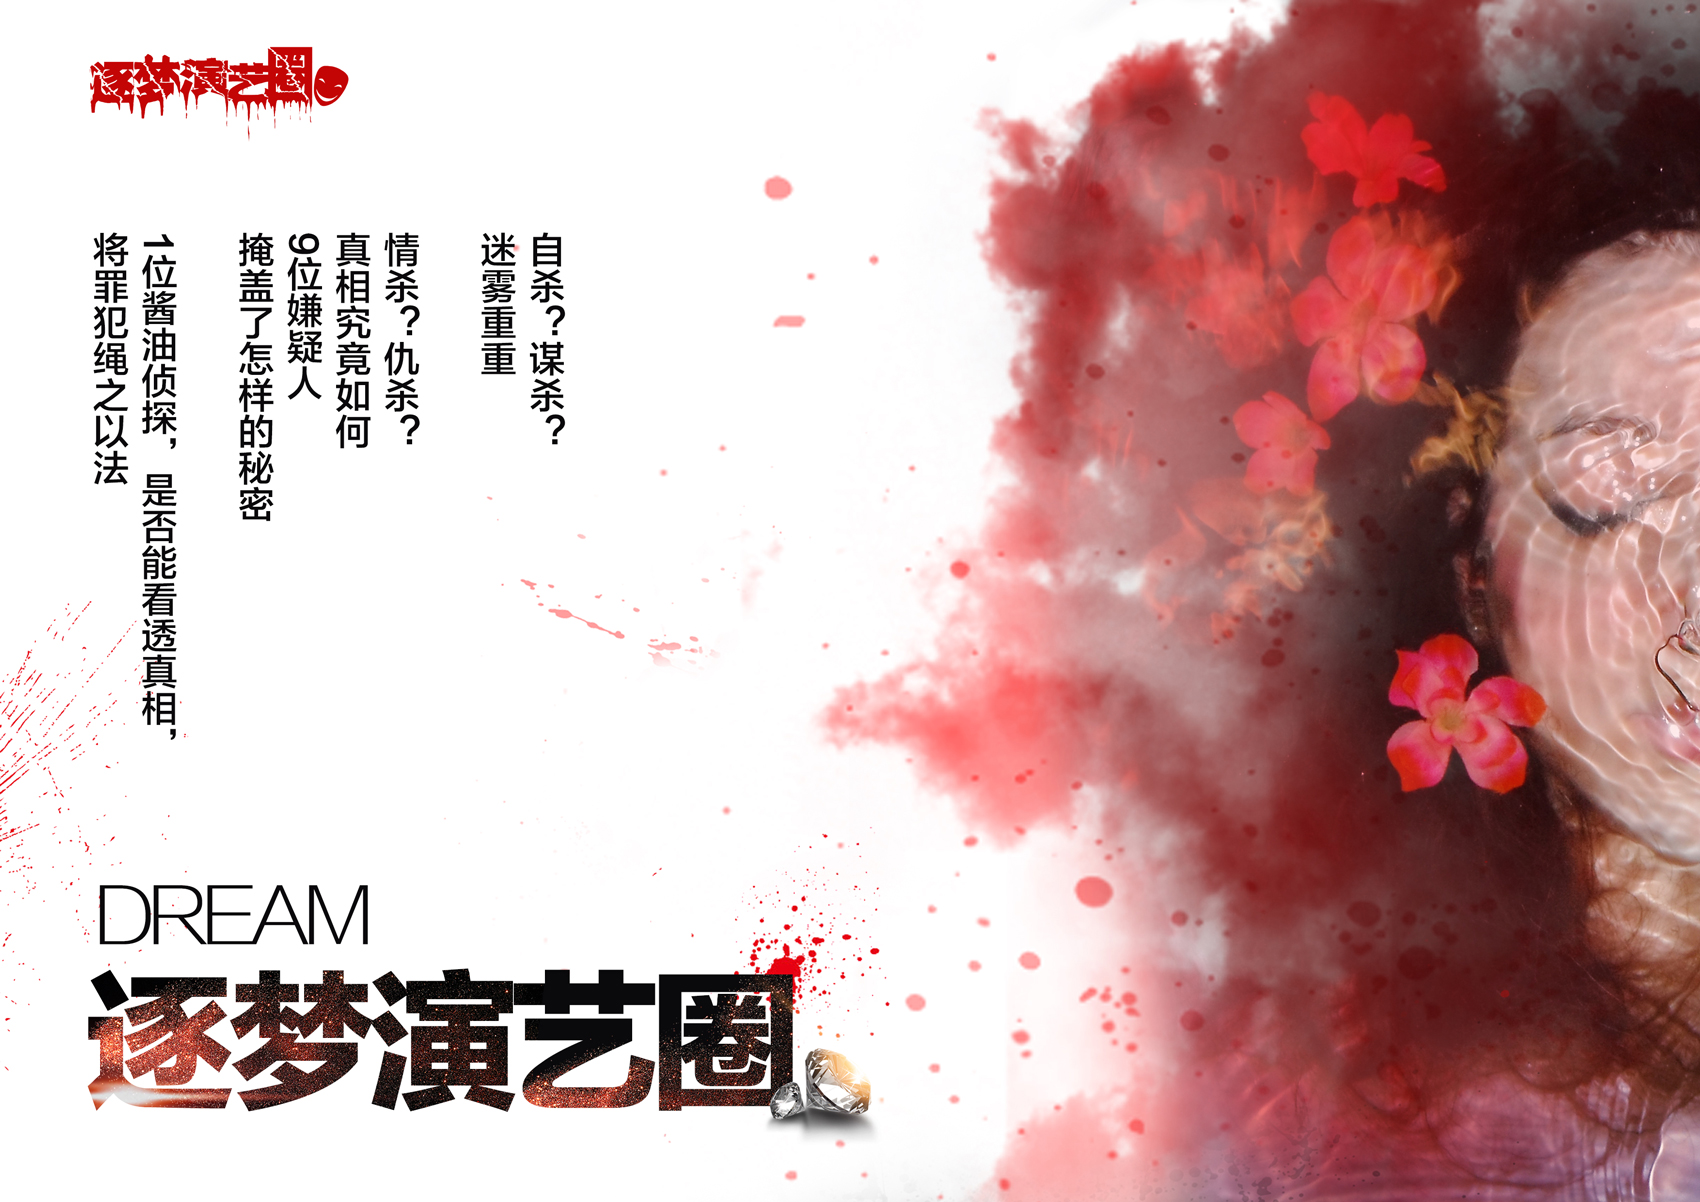 逐梦演艺圈
自杀？谋杀？
迷雾重重
情杀？仇杀？
真相究竟如何
9位嫌疑人
掩盖了怎样的秘密
1位酱油侦探，是否能看透真相，
将罪犯绳之以法
DREAM
逐梦演艺圈